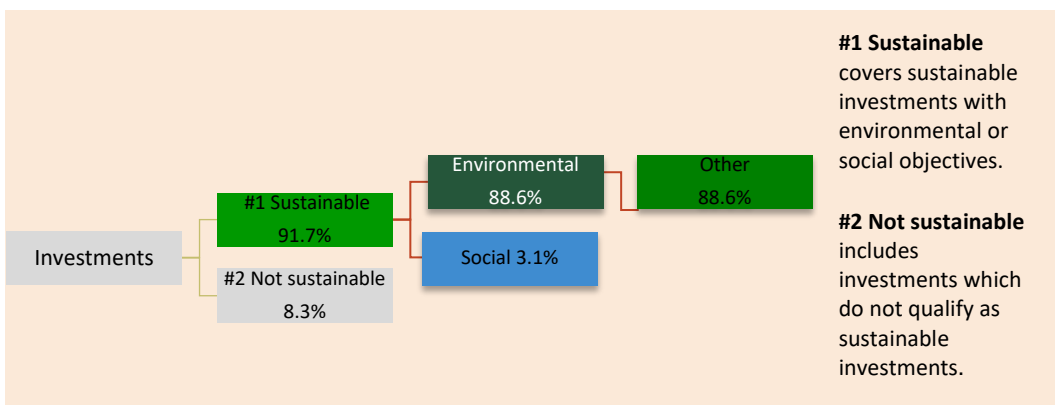 Investments
#1 Sustainable
91.7%
#2 Not sustainable
8.3%
Environmental
88.6%
Social 3.1%
Other
88.6%
#1 Sustainable
covers sustainable
investments with
environmental or
social objectives.
#2 Not sustainable
includes
investments which
do not qualify as
sustainable
investments.